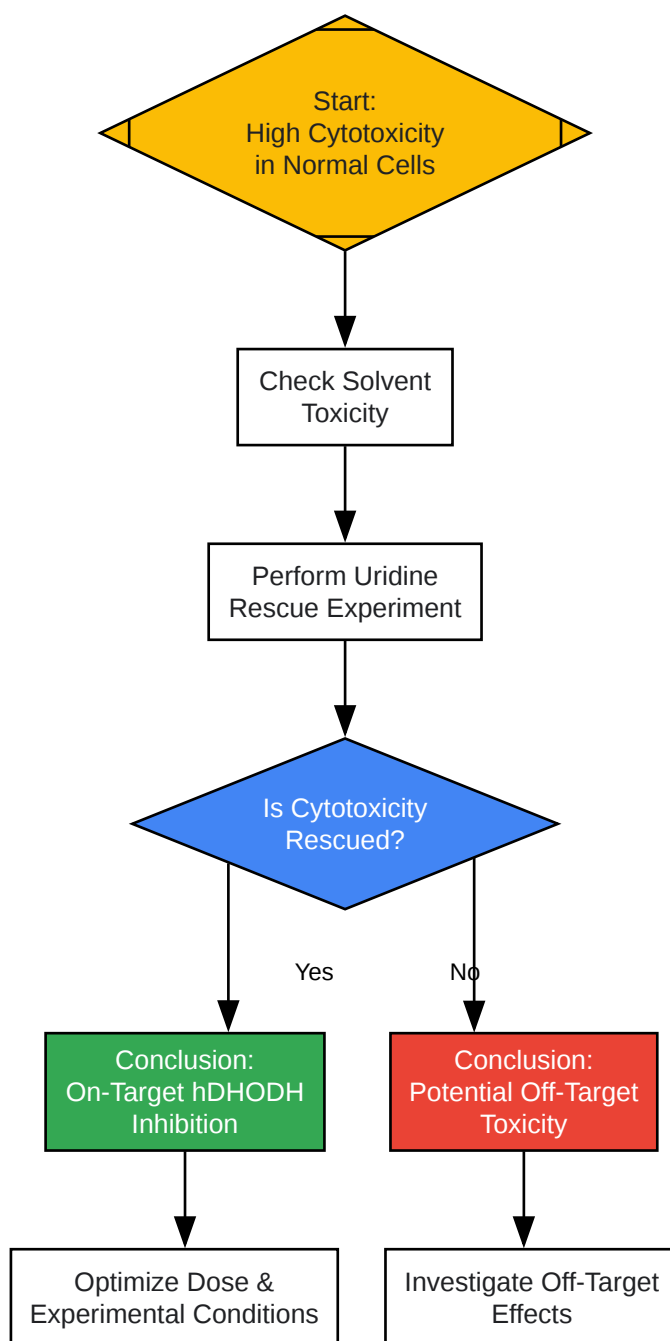 Start:
High Cytotoxicity
in Normal Cells
Check Solvent
Toxicity
Perform Uridine
Rescue Experiment
Is Cytotoxicity
Rescued?
Yes
No
Conclusion:
On-Target hDHODH
Inhibition
Conclusion:
Potential Off-Target
Toxicity
Optimize Dose &
Experimental Conditions
Investigate Off-Target
Effects